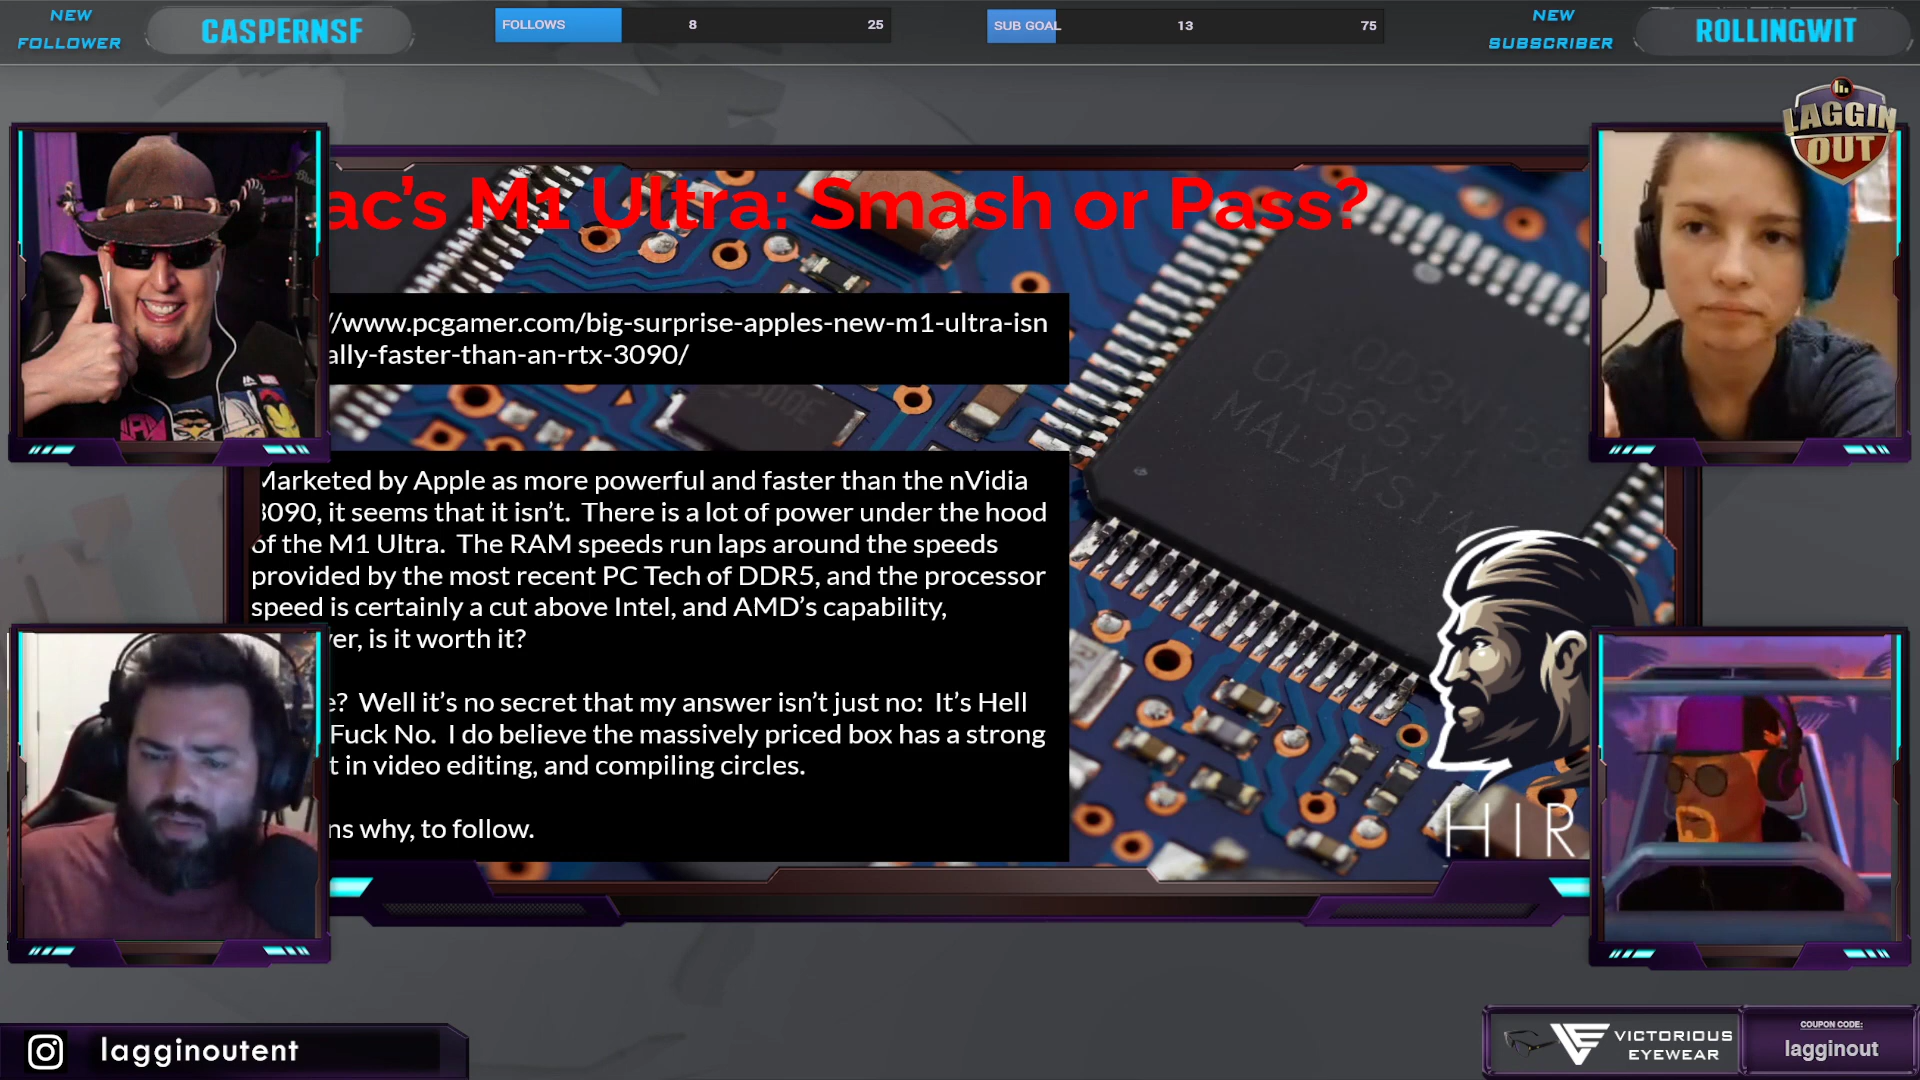 NEW
FOLLOWER
CASPERNSF
FOLLOWS 8 25
SUB GOAL 13 75
NEW
SUBSCRIBER
ROLLINGWIT
LAGGIN
OUT
ac's M1 Ultra: Smash or Pass?
//www.pcgamer.com/big-surprise-apples-new-m1-ultra-isn
ally-faster-than-an-rtx-3090/
MALAYSIA
Marketed by Apple as more powerful and faster than the nVidia
3090, it seems that it isn't. There is a lot of power under the hood
of the M1 Ultra. The RAM speeds run laps around the speeds
provided by the most recent PC Tech of DDR5, and the processor
speed is certainly a cut above Intel, and AMD's capability,
ver, is it worth it?
e? Well it's no secret that my answer isn't just no: It's Hell
Fuck No. I do believe the massively priced box has a strong
t in video editing, and compiling circles.
ns why, to follow.
HIR
lagginoutent
VICTORIOUS
EYEWEAR
COUPON CODE:
lagginout